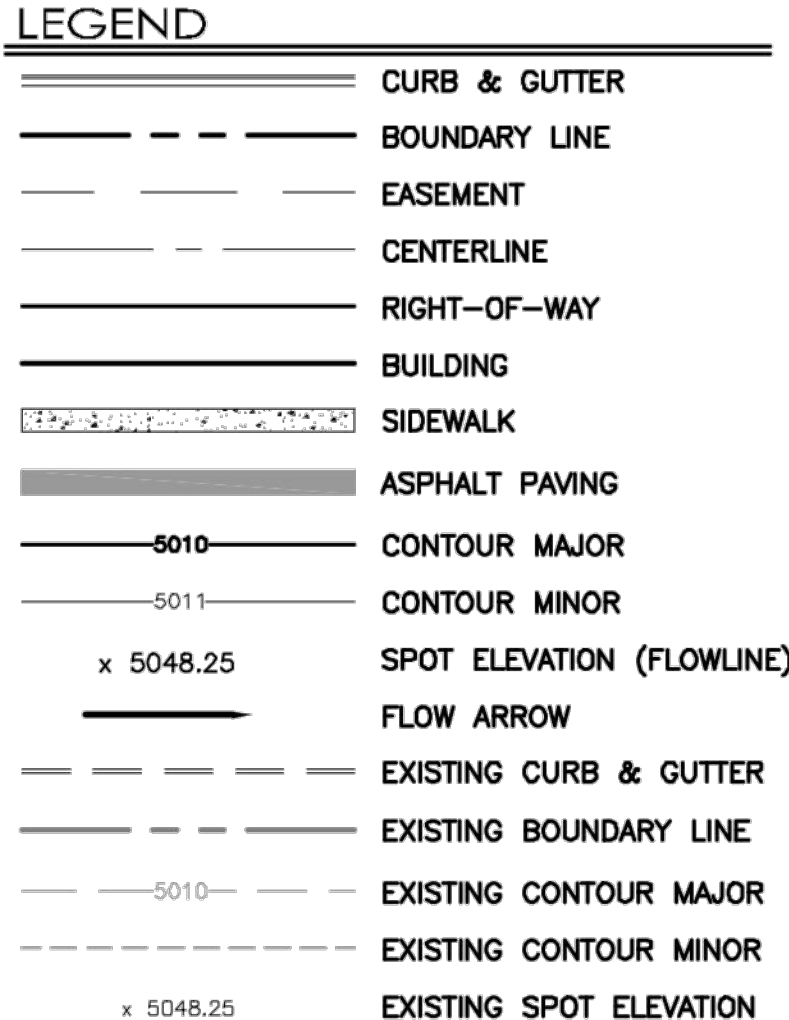 LEGEND
CURB & GUTTER
BOUNDARY LINE
EASEMENT
CENTERLINE
RIGHT-OF-WAY
BUILDING
SIDEWALK
ASPHALT PAVING
5010 CONTOUR MAJOR
5011 CONTOUR MINOR
x 5048.25 SPOT ELEVATION (FLOWLINE)
FLOW ARROW
EXISTING CURB & GUTTER
EXISTING BOUNDARY LINE
5010 EXISTING CONTOUR MAJOR
EXISTING CONTOUR MINOR
x 5048.25 EXISTING SPOT ELEVATION